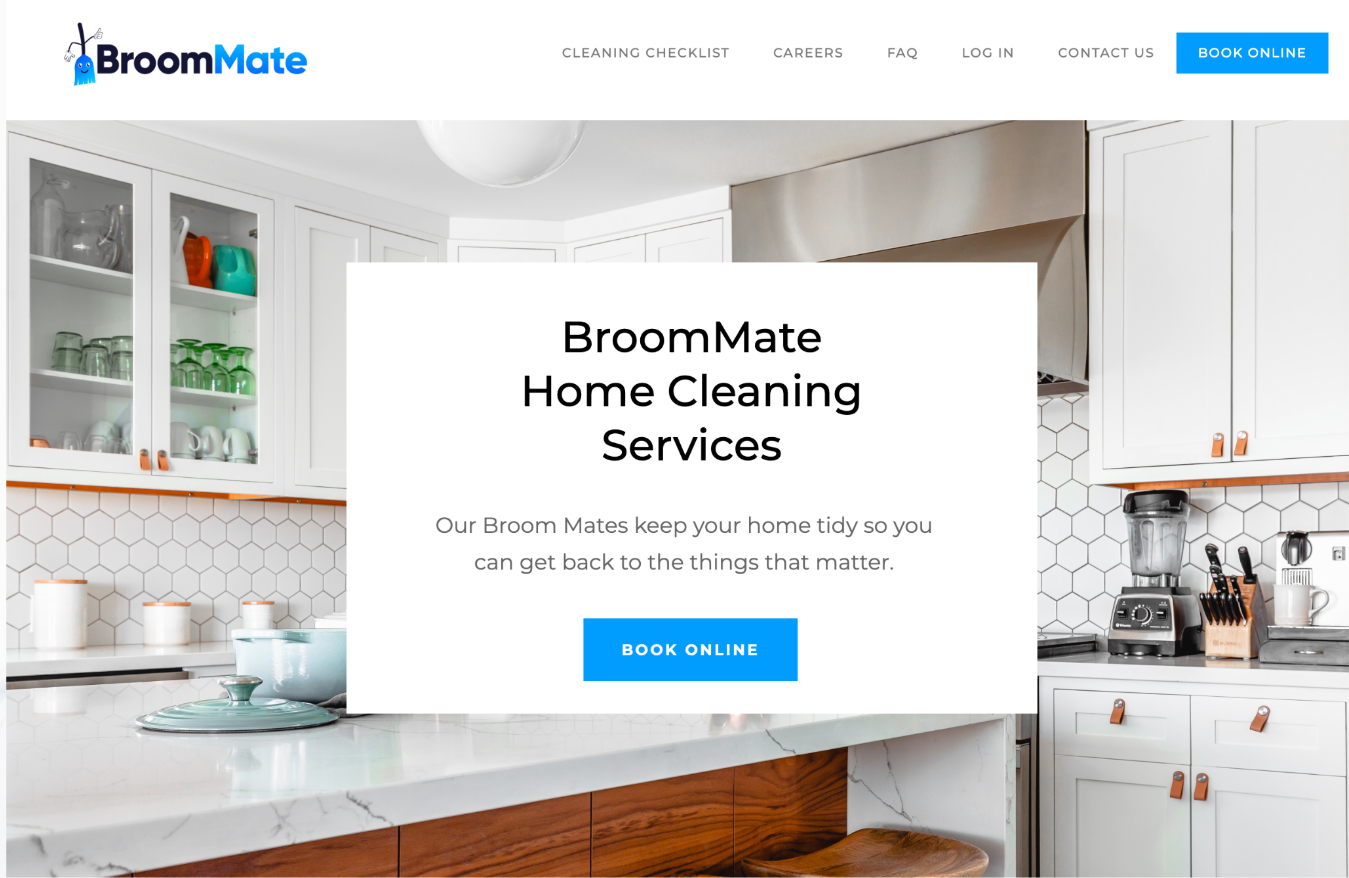 BroomMate
CLEANING CHECKLIST
CAREERS
FAQ
LOG IN
CONTACT US
BOOK ONLINE
BroomMate
Home Cleaning
Services
Our Broom Mates keep your home tidy so you
can get back to the things that matter.
BOOK ONLINE